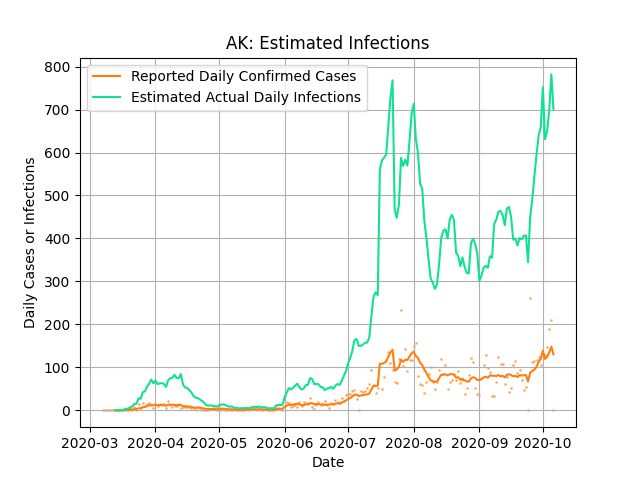 AK: Estimated Infections
Reported Daily Confirmed Cases
Estimated Actual Daily Infections
Daily Cases or Infections
800
700
600
500
400
300
200
100
0
2020-03 2020-04 2020-05 2020-06 2020-07 2020-08 2020-09 2020-10
Date